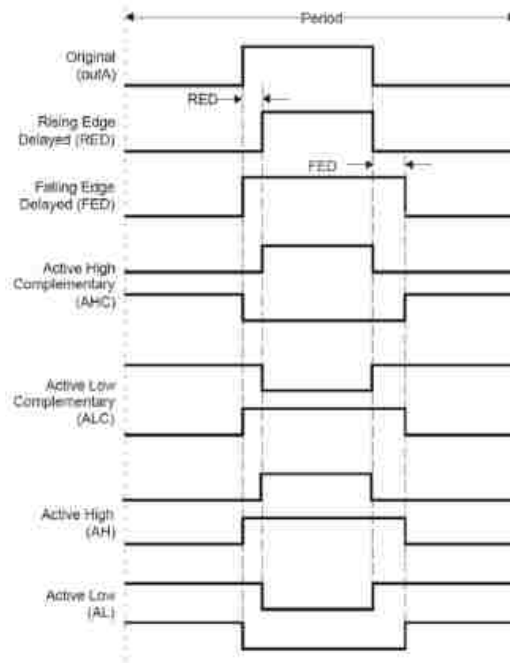 Period
Original
(outA)
RED
Rising Edge
Delayed (RED)
FED
Falling Edge
Delayed (FED)
Active High
Complementary
(AHC)
Active Low
Complementary
(ALC)
Active High
(AH)
Active Low
(AL)